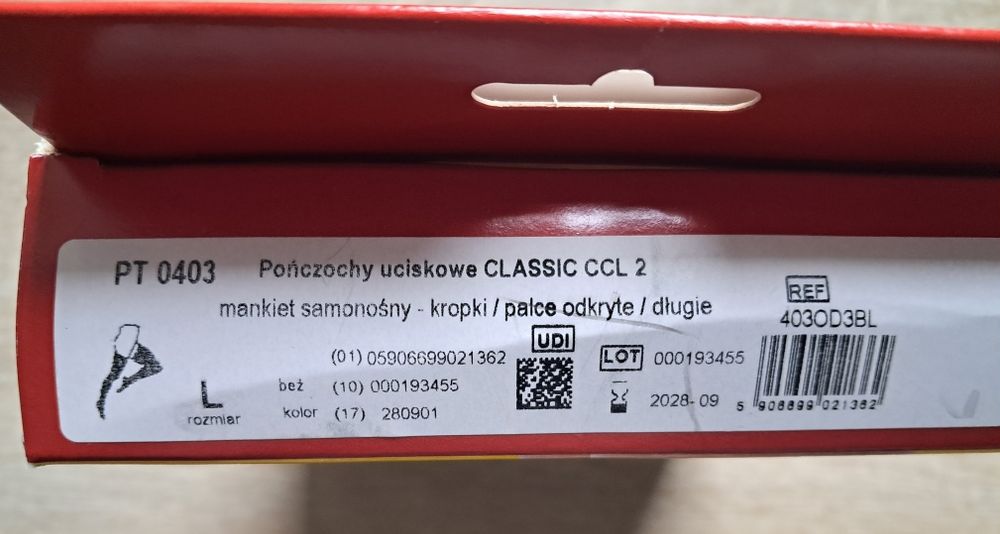 PT 0403
Pończochy uciskowe CLASSIC CCL 2
mankiet samonośny - kropki / palce odkryte / długie
REF
403OD3BL
UDI
(01) 05906699021362
LOT 000193455
beż (10) 000193455
L
2028-09
kolor (17) 280901
rozmiar
5 906699 021362